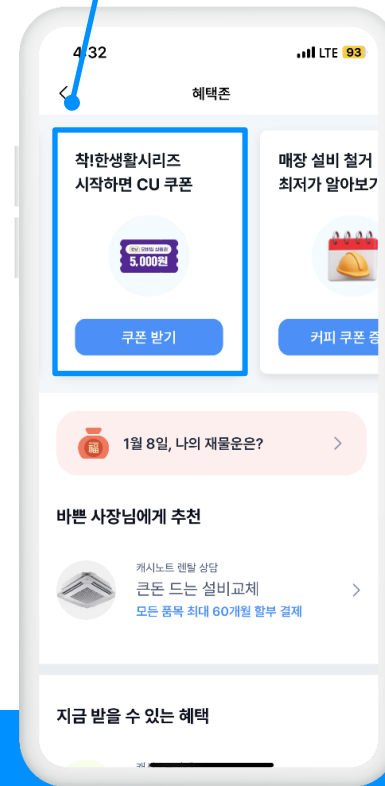 4:32
LTE 93
혜택존
착!한생활시리즈
시작하면 CU 쿠폰
5,000원
쿠폰 받기
매장 설비 철거
최저가 알아보기
커피 쿠폰
福
1월 8일, 나의 재물운은?
바쁜 사장님에게 추천
캐시노트 렌탈 상담
큰돈 드는 설비교체
모든 품목 최대 60개월 할부 결제
지금 받을 수 있는 혜택